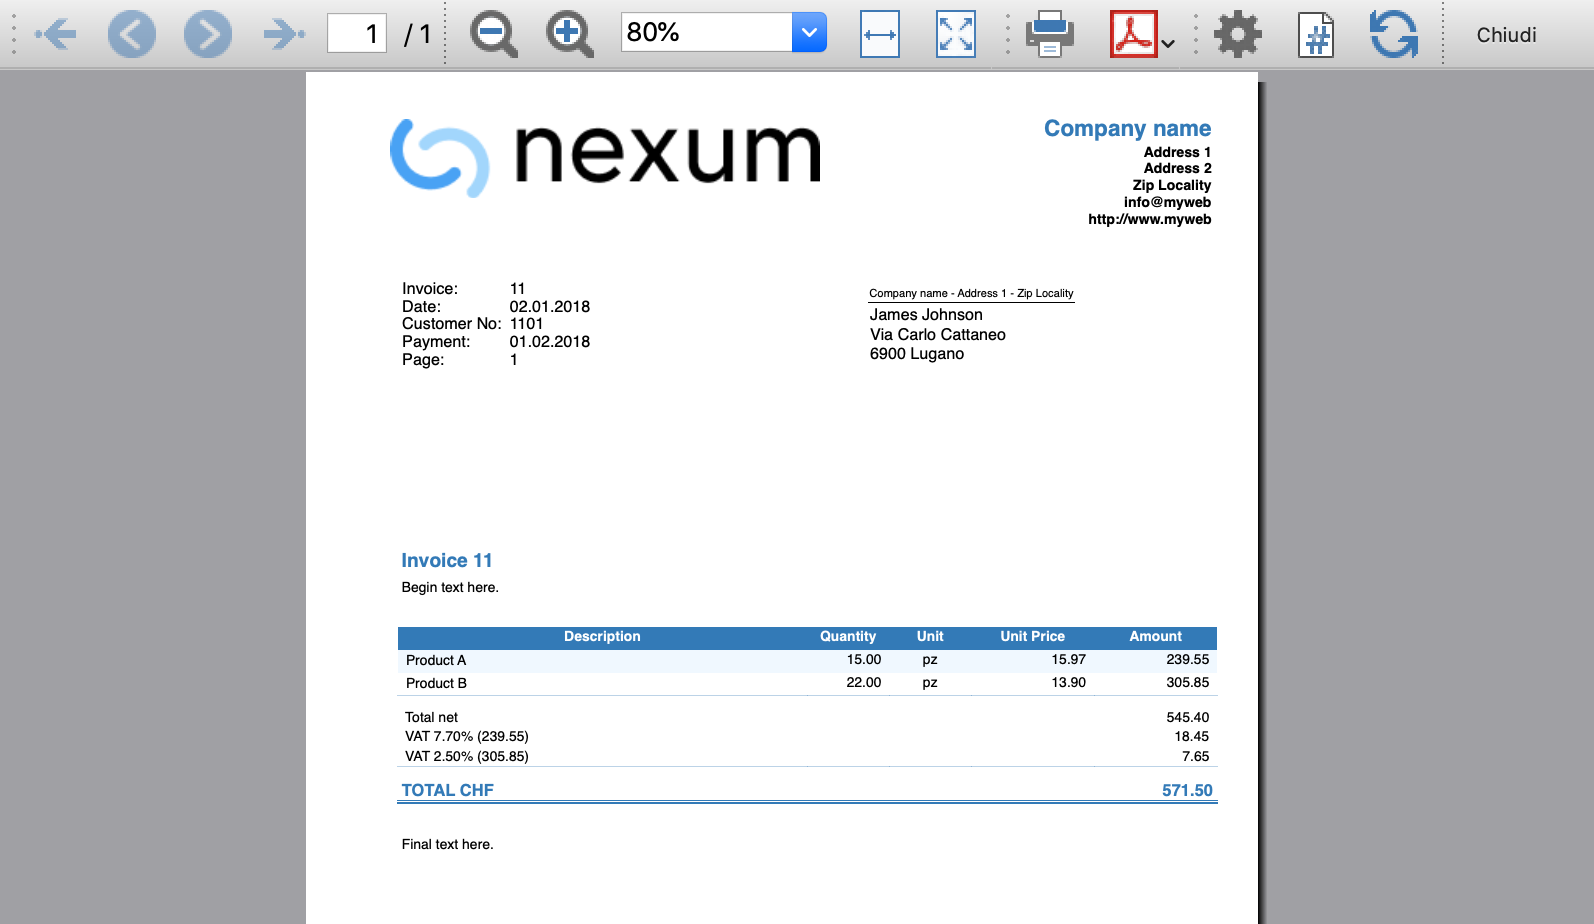 1 / 1 80% Chiudi
nexum
Company name
Address 1
Address 2
Zip Locality
info@myweb
http://www.myweb
Invoice: 11
Date: 02.01.2018
Customer No: 1101
Payment: 01.02.2018
Page: 1
Company name - Address 1 - Zip Locality
James Johnson
Via Carlo Cattaneo
6900 Lugano
Invoice 11
Begin text here.
Description Quantity Unit Unit Price Amount
Product A 15.00 pz 15.97 239.55
Product B 22.00 pz 13.90 305.85
Total net 545.40
VAT 7.70% (239.55) 18.45
VAT 2.50% (305.85) 7.65
TOTAL CHF 571.50
Final text here.